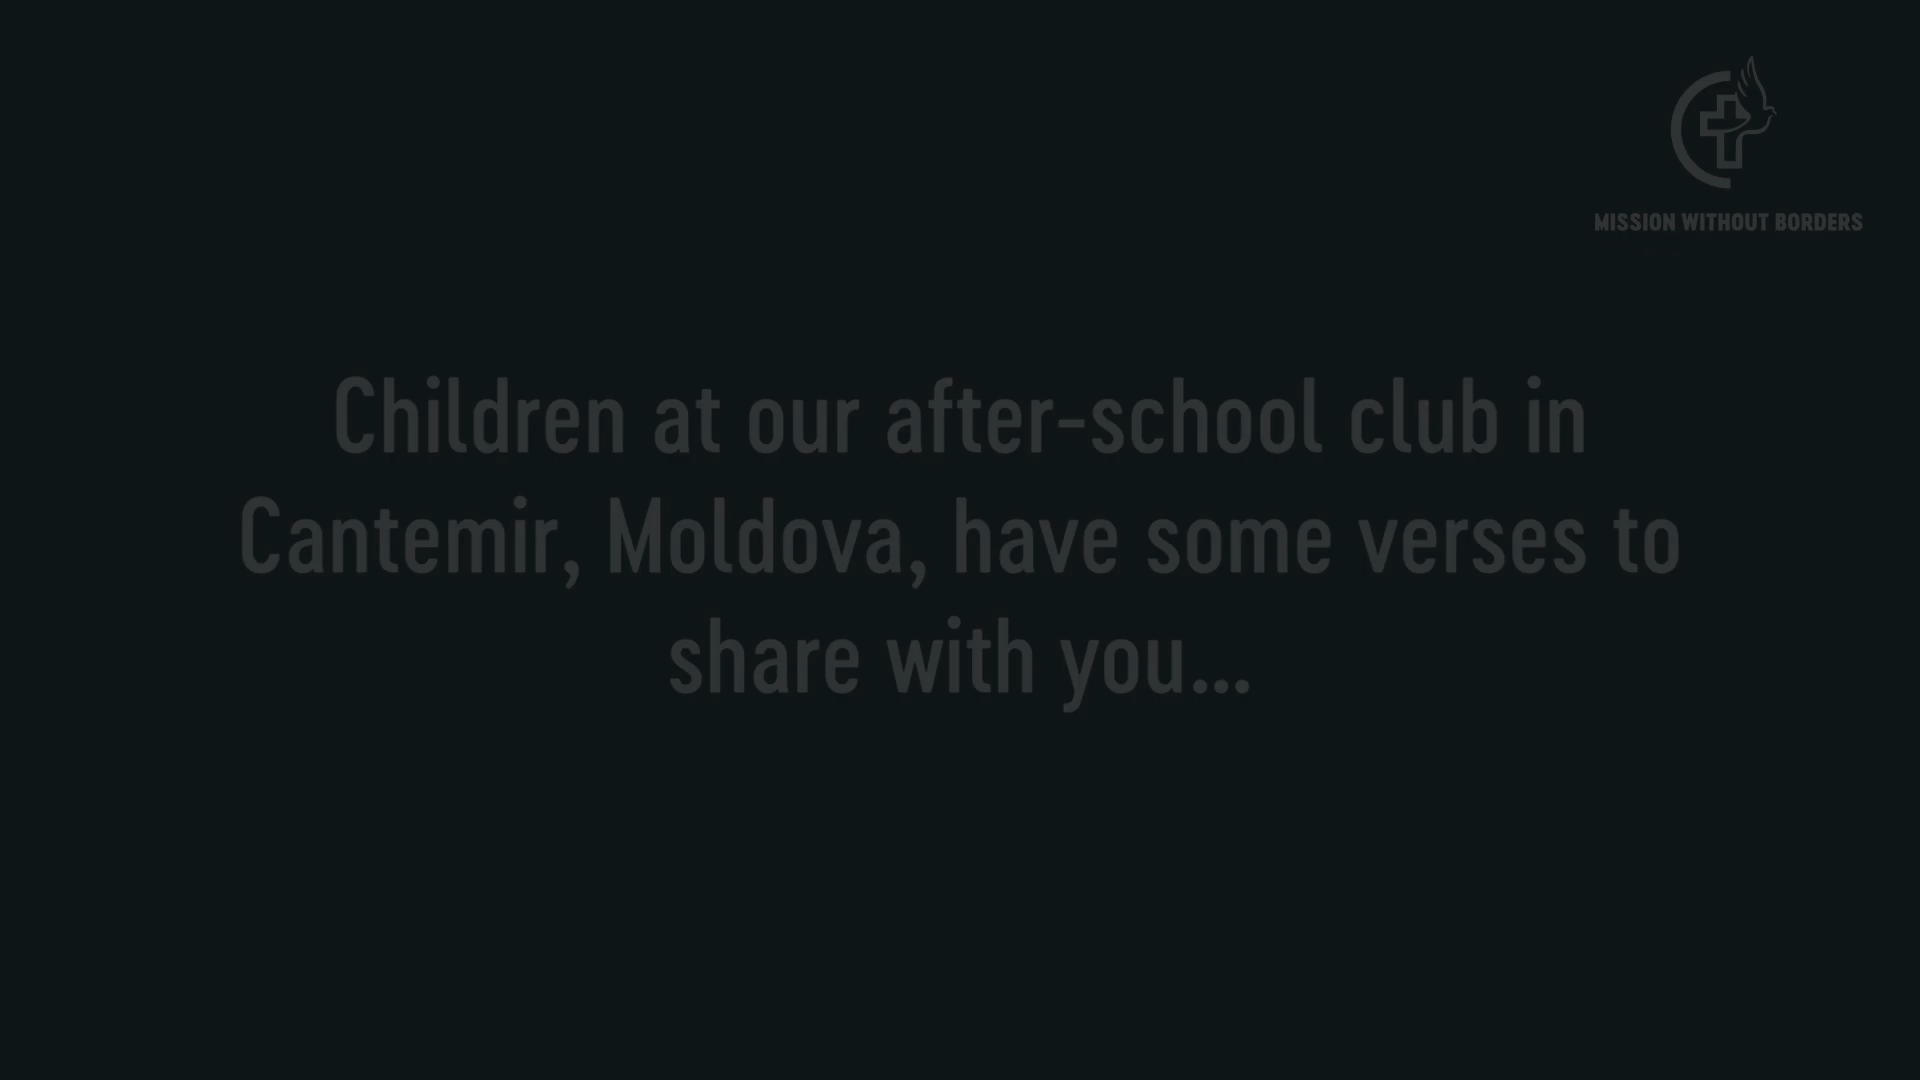 MISSION WITHOUT BORDERS
Children at our after-school club in
Cantemir, Moldova, have some verses to
share with you...